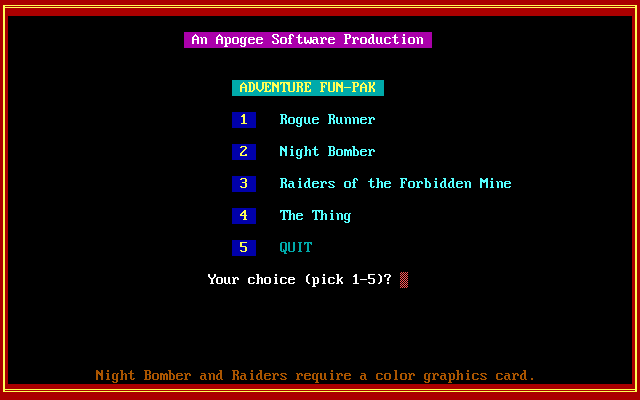 An Apogee Software Production
ADVENTURE FUN-PAK
1 Rogue Runner
2 Night Bomber
3 Raiders of the Forbidden Mine
4 The Thing
5 QUIT
Your choice (pick 1-5)?
Night Bomber and Raiders require a color graphics card.